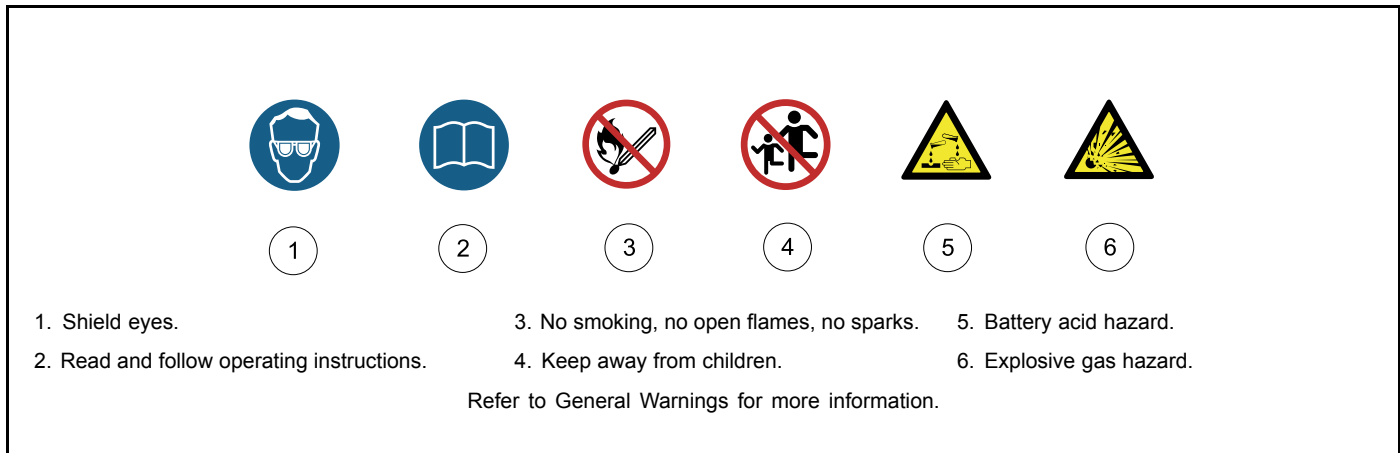 1 2 3 4 5 6
1. Shield eyes.
2. Read and follow operating instructions.
3. No smoking, no open flames, no sparks.
4. Keep away from children.
5. Battery acid hazard.
6. Explosive gas hazard.
Refer to General Warnings for more information.